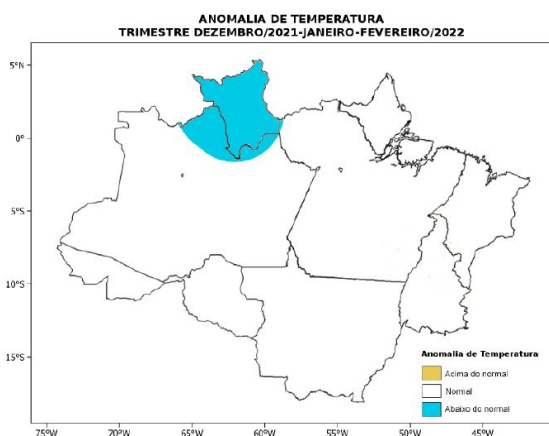 ANOMALIA DE TEMPERATURA
TRIMESTRE DEZEMBRO/2021-JANEIRO-FEVEREIRO/2022
5°N
0°
5°S
10°S
15°S
Anomalia de Temperatura
Acima do normal
Normal
Abaixo do normal
75°W 70°W 65°W 60°W 55°W 50°W 45°W